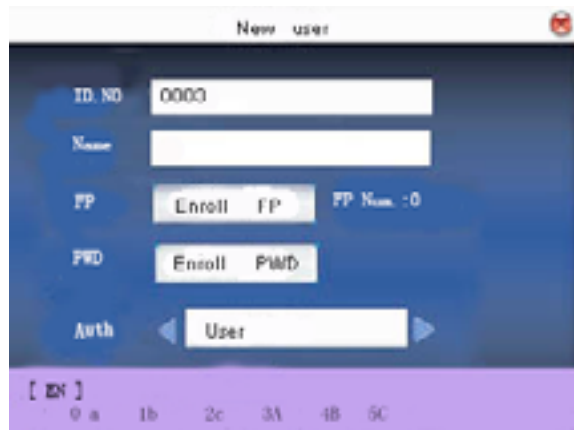 New user
ID.NO 0003
Name
FP Enroll FP FP Num. :0
PWD Enroll PWD
Auth User
[ EN ]
0 a 1b 2c 3A 4B 5C